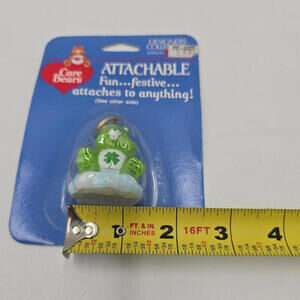 DESIGNERS
COLLECTION
Care
Bears
ATTACHABLE
Fun...festive...
attaches to anything!
(See other side)
1 FT. & IN. INCHES 2 16FT 3 4